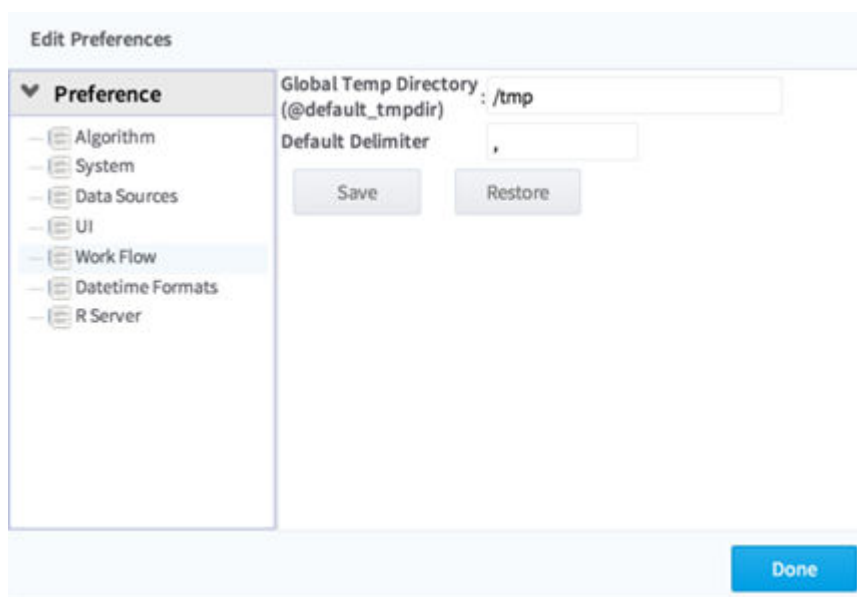 Edit Preferences
Preference
Algorithm
System
Data Sources
UI
Work Flow
Datetime Formats
R Server
Global Temp Directory
(@default_tmpdir)
: /tmp
Default Delimiter
,
Save
Restore
Done